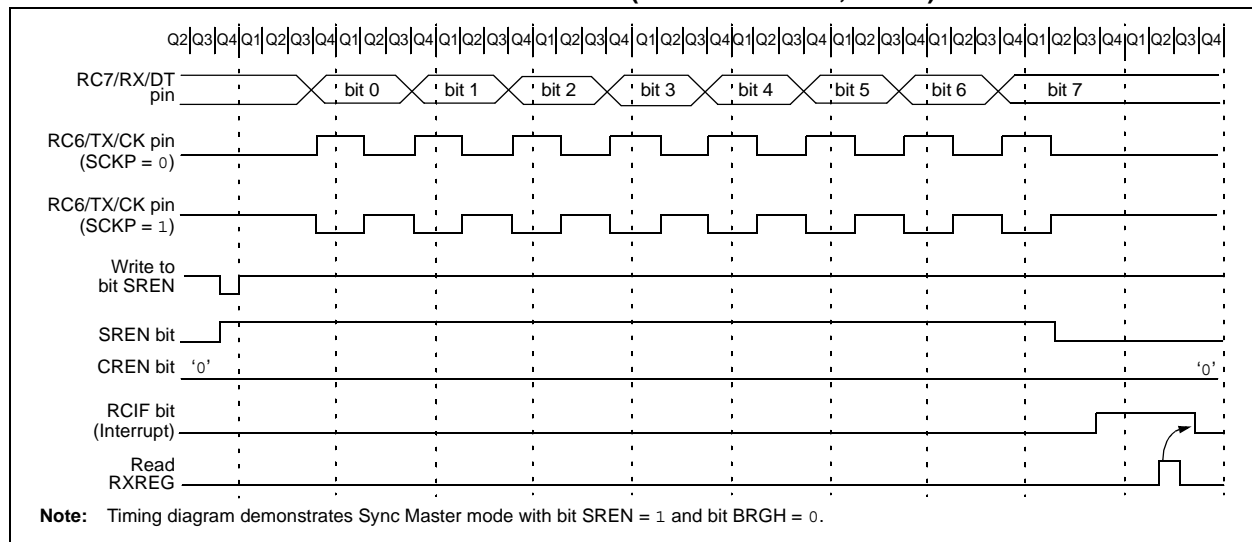 Q2 Q3 Q4 Q1 Q2 Q3 Q4 Q1 Q2 Q3 Q4 Q1 Q2 Q3 Q4 Q1 Q2 Q3 Q4 Q1 Q2 Q3 Q4 Q1 Q2 Q3 Q4 Q1 Q2 Q3 Q4 Q1 Q2 Q3 Q4 Q1 Q2 Q3 Q4 Q1 Q2 Q3 Q4
RC7/RX/DT
pin
bit 0 bit 1 bit 2 bit 3 bit 4 bit 5 bit 6 bit 7
RC6/TX/CK pin
(SCKP = 0)
RC6/TX/CK pin
(SCKP = 1)
Write to
bit SREN
SREN bit
CREN bit ‘0’ ‘0’
RCIF bit
(Interrupt)
Read
RXREG
Note: Timing diagram demonstrates Sync Master mode with bit SREN = 1 and bit BRGH = 0.